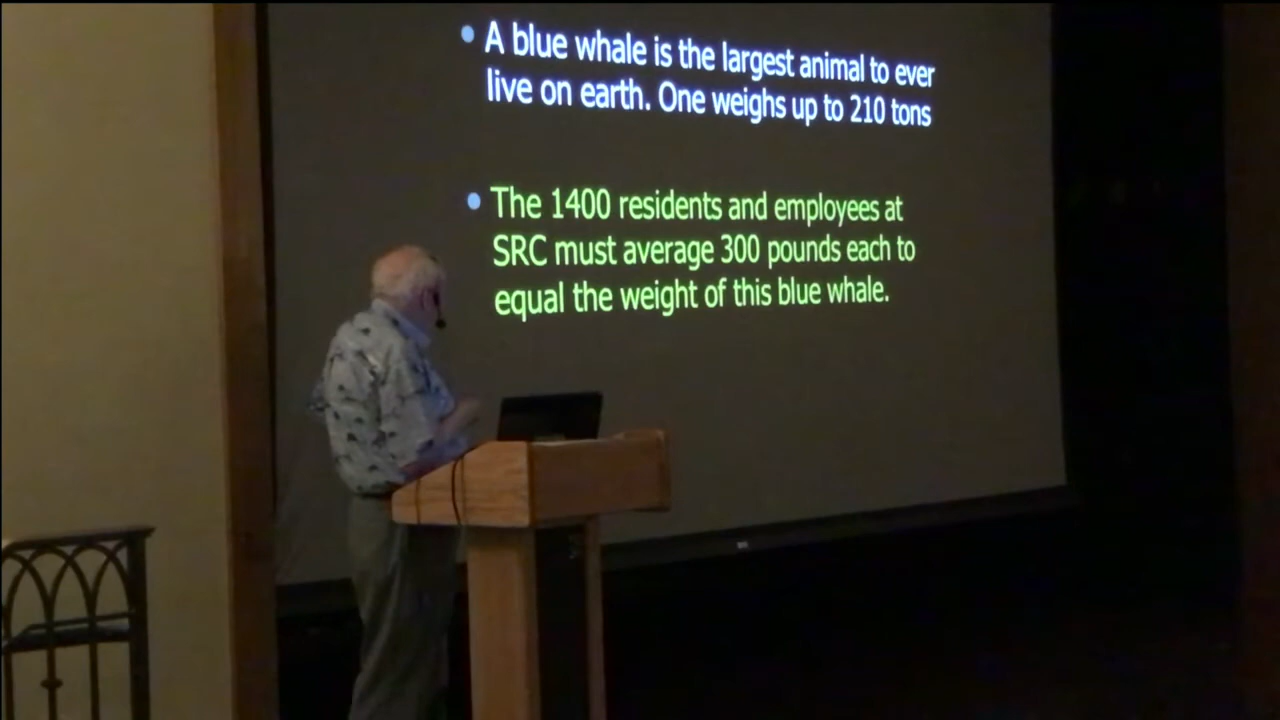 A blue whale is the largest animal to ever
live on earth. One weighs up to 210 tons
The 1400 residents and employees at
SRC must average 300 pounds each to
equal the weight of this blue whale.